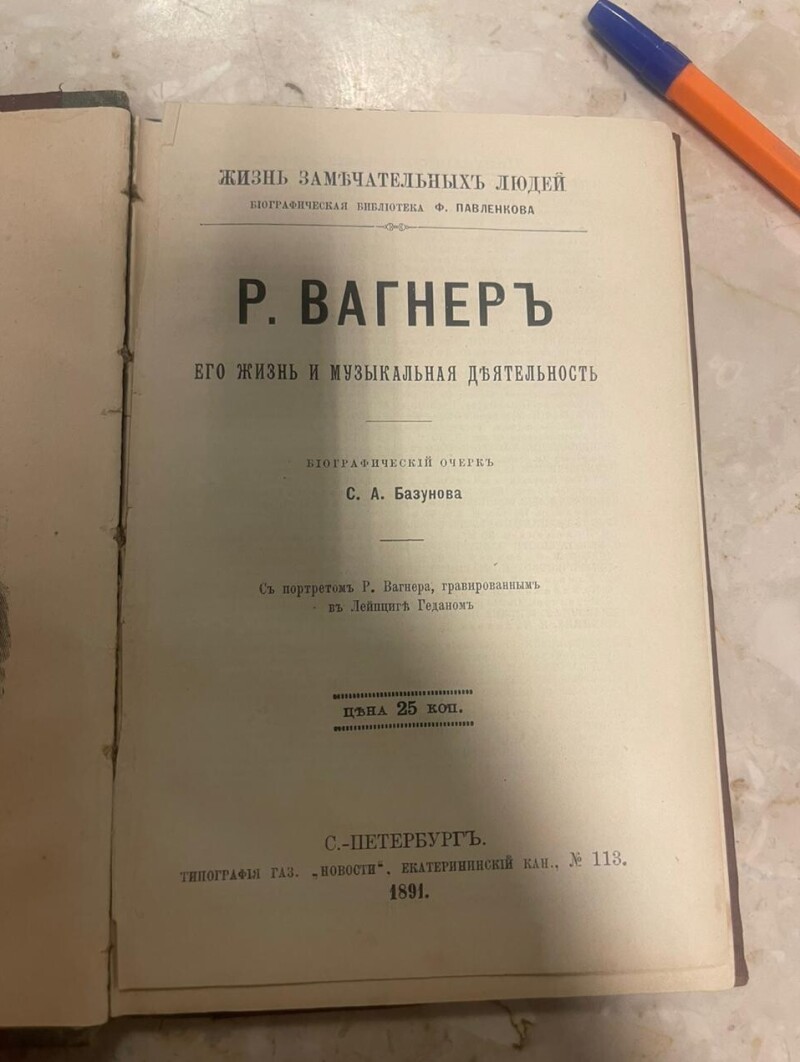 ЖИЗНЬ ЗАМѢЧАТЕЛЬНЫХЪ ЛЮДЕЙ
БІОГРАФИЧЕСКАЯ БИБЛІОТЕКА Ф. ПАВЛЕНКОВА
Р. ВАГНЕРЪ
ЕГО ЖИЗНЬ И МУЗЫКАЛЬНАЯ ДѢЯТЕЛЬНОСТЬ
БІОГРАФИЧЕСКІЙ ОЧЕРКЪ
С. А. Базунова
Съ портретомъ Р. Вагнера, гравированнымъ
въ Лейпцигѣ Геданомъ
ЦѢНА 25 КОП.
С.-ПЕТЕРБУРГЪ.
ТИПОГРАФІЯ ГАЗ. „НОВОСТИ“, ЕКАТЕРИНИНСКІЙ КАН., № 113.
1891.